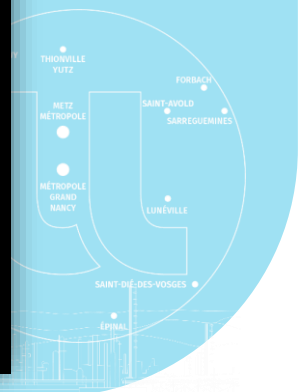 THIONVILLE
YUTZ
FORBACH
METZ
MÉTROPOLE
SAINT-AVOLD
SARREGUEMINES
MÉTROPOLE
GRAND
NANCY
LUNÉVILLE
SAINT-DIÉ-DES-VOSGES
ÉPINAL